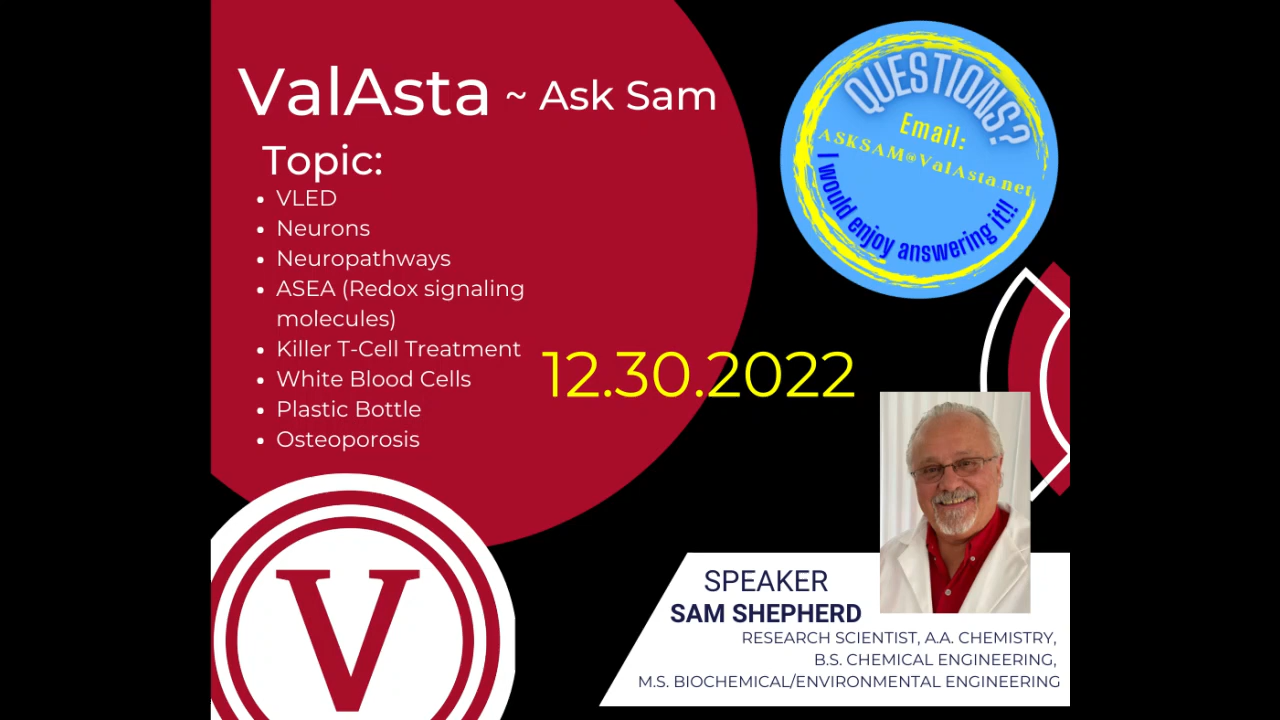 ValAsta ~ Ask Sam
Topic:
• VLED
• Neurons
• Neuropathways
• ASEA (Redox signaling
molecules)
• Killer T-Cell Treatment
• White Blood Cells
• Plastic Bottle
• Osteoporosis
12.30.2022
QUESTIONS?
Email:
ASKSAM@ValAsta.net
I would enjoy answering it!!
V
SPEAKER
SAM SHEPHERD
RESEARCH SCIENTIST, A.A. CHEMISTRY,
B.S. CHEMICAL ENGINEERING,
M.S. BIOCHEMICAL/ENVIRONMENTAL ENGINEERING